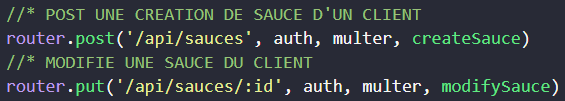 //* POST UNE CREATION DE SAUCE D'UN CLIENT
router.post('/api/sauces', auth, multer, createSauce)
//* MODIFIE UNE SAUCE DU CLIENT
router.put('/api/sauces/:id', auth, multer, modifySauce)